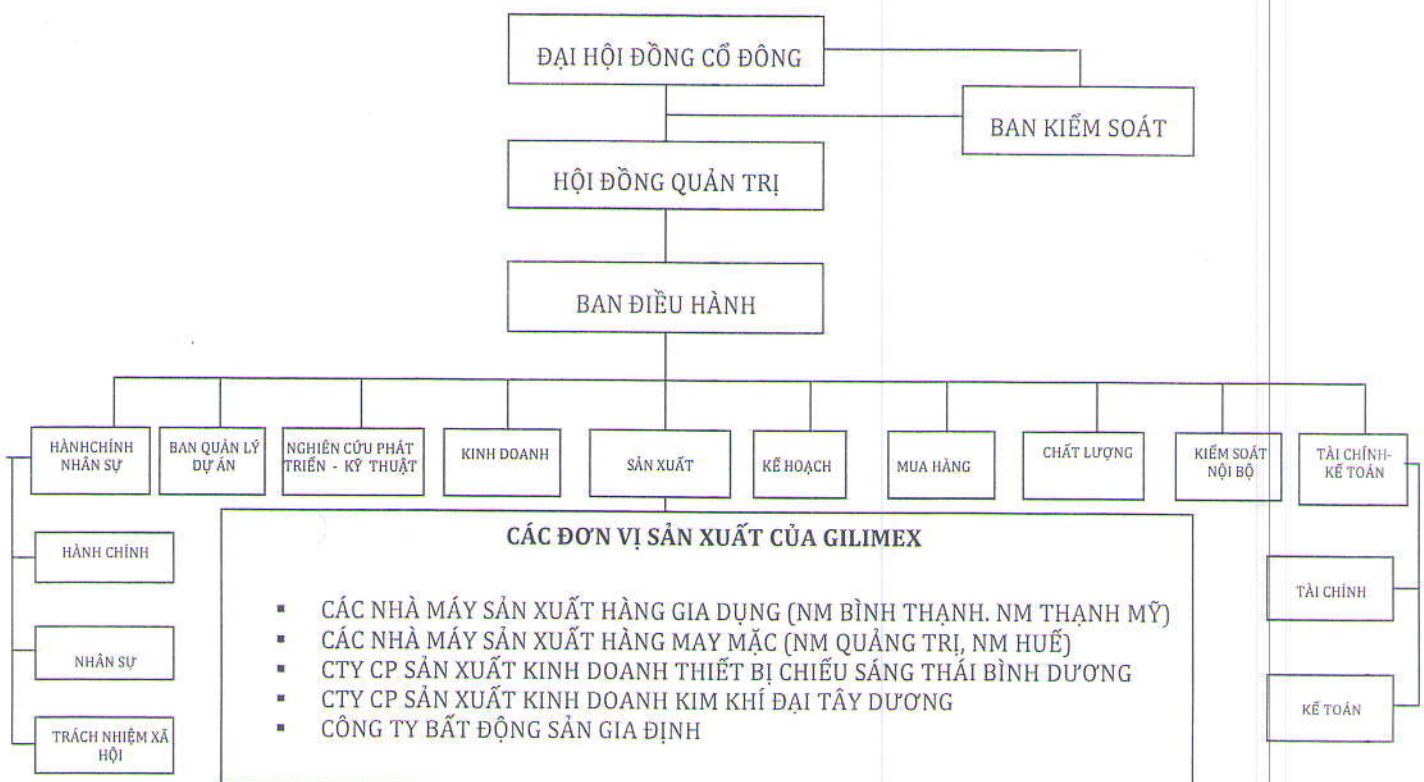 ĐẠI HỘI ĐỒNG CỔ ĐÔNG
BAN KIỂM SOÁT
HỘI ĐỒNG QUẢN TRỊ
BAN ĐIỀU HÀNH
HÀNHCHÍNH
NHÂN SỰ
BAN QUẢN LÝ
DỰ ÁN
NGHIÊN CỨU PHÁT
TRIỂN - KỸ THUẬT
KINH DOANH
SẢN XUẤT
KẾ HOẠCH
MUA HÀNG
CHẤT LƯỢNG
KIỂM SOÁT
NỘI BỘ
TÀI CHÍNH-
KẾ TOÁN
HÀNH CHÍNH
NHÂN SỰ
TRÁCH NHIỆM XÃ
HỘI
CÁC ĐƠN VỊ SẢN XUẤT CỦA GILIMEX
▪ CÁC NHÀ MÁY SẢN XUẤT HÀNG GIA DỤNG (NM BÌNH THẠNH. NM THẠNH MỸ)
▪ CÁC NHÀ MÁY SẢN XUẤT HÀNG MAY MẶC (NM QUẢNG TRỊ, NM HUẾ)
▪ CTY CP SẢN XUẤT KINH DOANH THIẾT BỊ CHIẾU SÁNG THÁI BÌNH DƯƠNG
▪ CTY CP SẢN XUẤT KINH DOANH KIM KHÍ ĐẠI TÂY DƯƠNG
▪ CÔNG TY BẤT ĐỘNG SẢN GIA ĐỊNH
TÀI CHÍNH
KẾ TOÁN